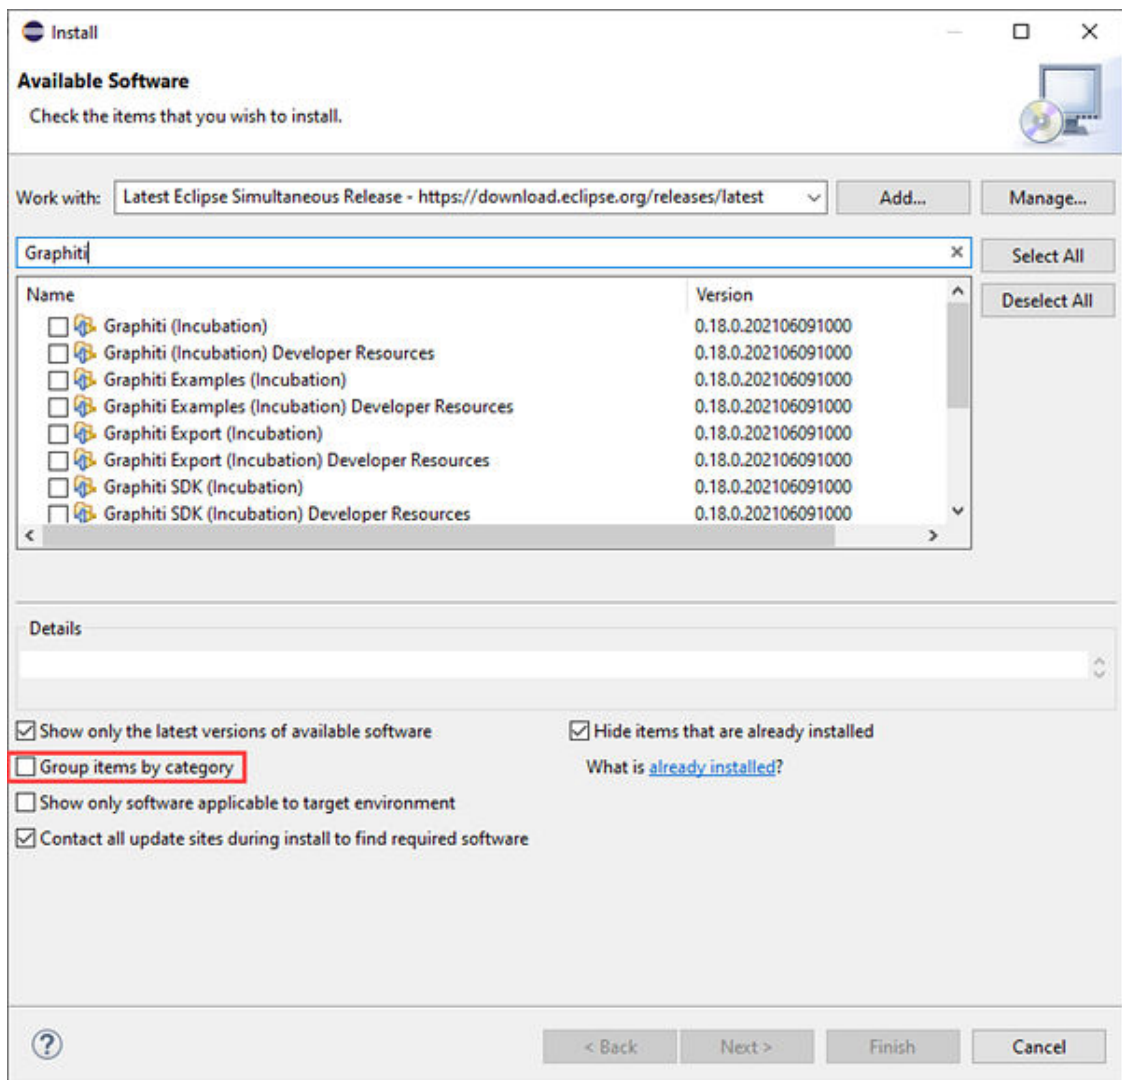 Install
Available Software
Check the items that you wish to install.
Work with: Latest Eclipse Simultaneous Release - https://download.eclipse.org/releases/latest Add... Manage...
Graphiti Select All
Name Version Deselect All
Graphiti (Incubation) 0.18.0.202106091000
Graphiti (Incubation) Developer Resources 0.18.0.202106091000
Graphiti Examples (Incubation) 0.18.0.202106091000
Graphiti Examples (Incubation) Developer Resources 0.18.0.202106091000
Graphiti Export (Incubation) 0.18.0.202106091000
Graphiti Export (Incubation) Developer Resources 0.18.0.202106091000
Graphiti SDK (Incubation) 0.18.0.202106091000
Graphiti SDK (Incubation) Developer Resources 0.18.0.202106091000
Details
Show only the latest versions of available software Hide items that are already installed
Group items by category What is already installed?
Show only software applicable to target environment
Contact all update sites during install to find required software
? < Back Next > Finish Cancel